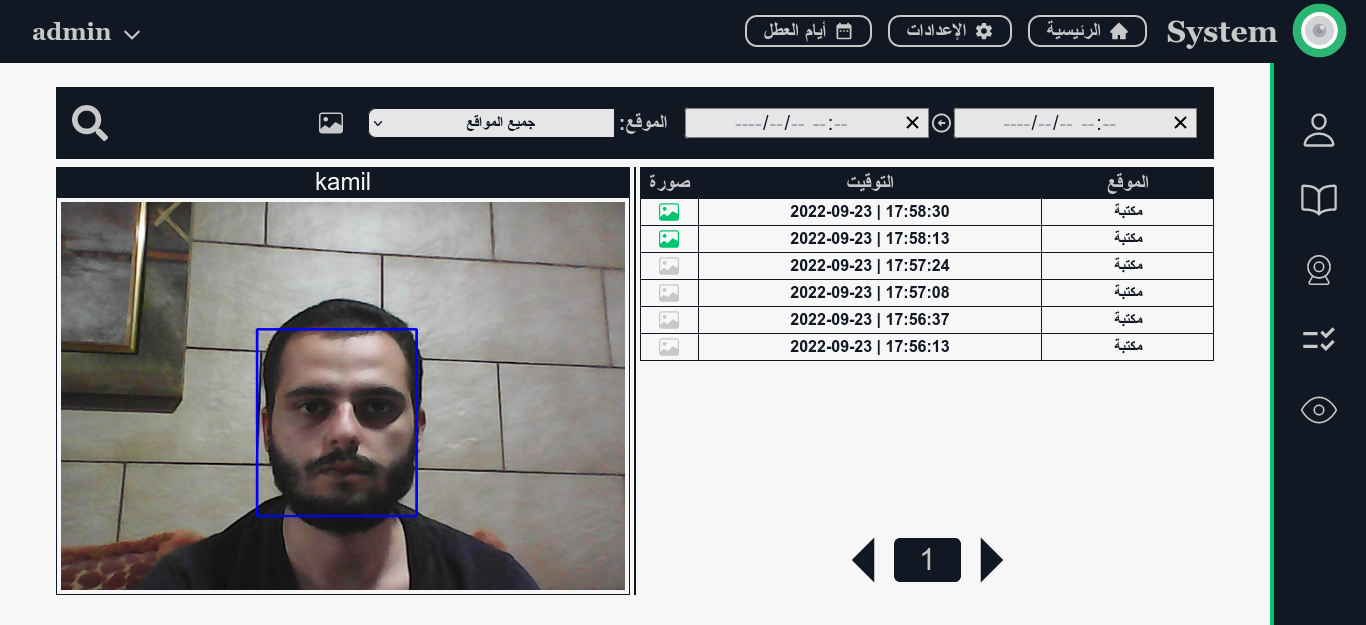 System
الرئيسية
الإعدادات
أيام العطل
admin
----/--/-- --:--
----/--/-- --:--
الموقع:
جميع المواقع
kamil
الموقع التوقيت صورة
مكتبة 2022-09-23 | 17:58:30
مكتبة 2022-09-23 | 17:58:13
مكتبة 2022-09-23 | 17:57:24
مكتبة 2022-09-23 | 17:57:08
مكتبة 2022-09-23 | 17:56:37
مكتبة 2022-09-23 | 17:56:13
1